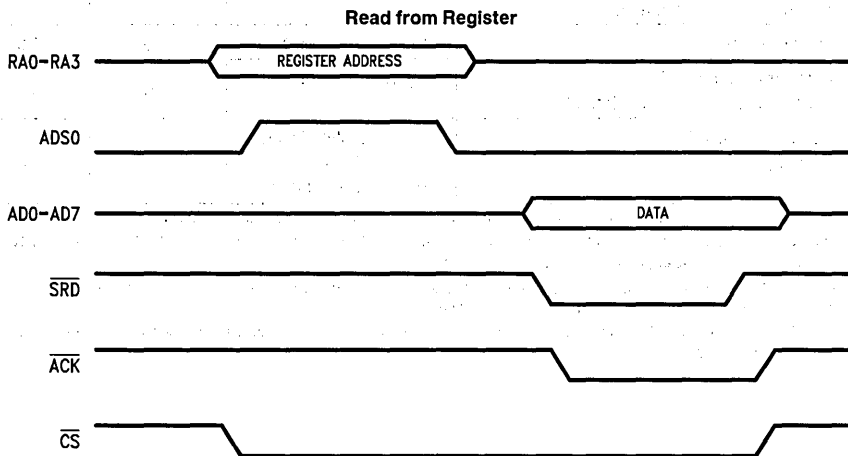 Read from Register
RA0-RA3
REGISTER ADDRESS
ADS0
AD0-AD7
DATA
SRD
ACK
CS